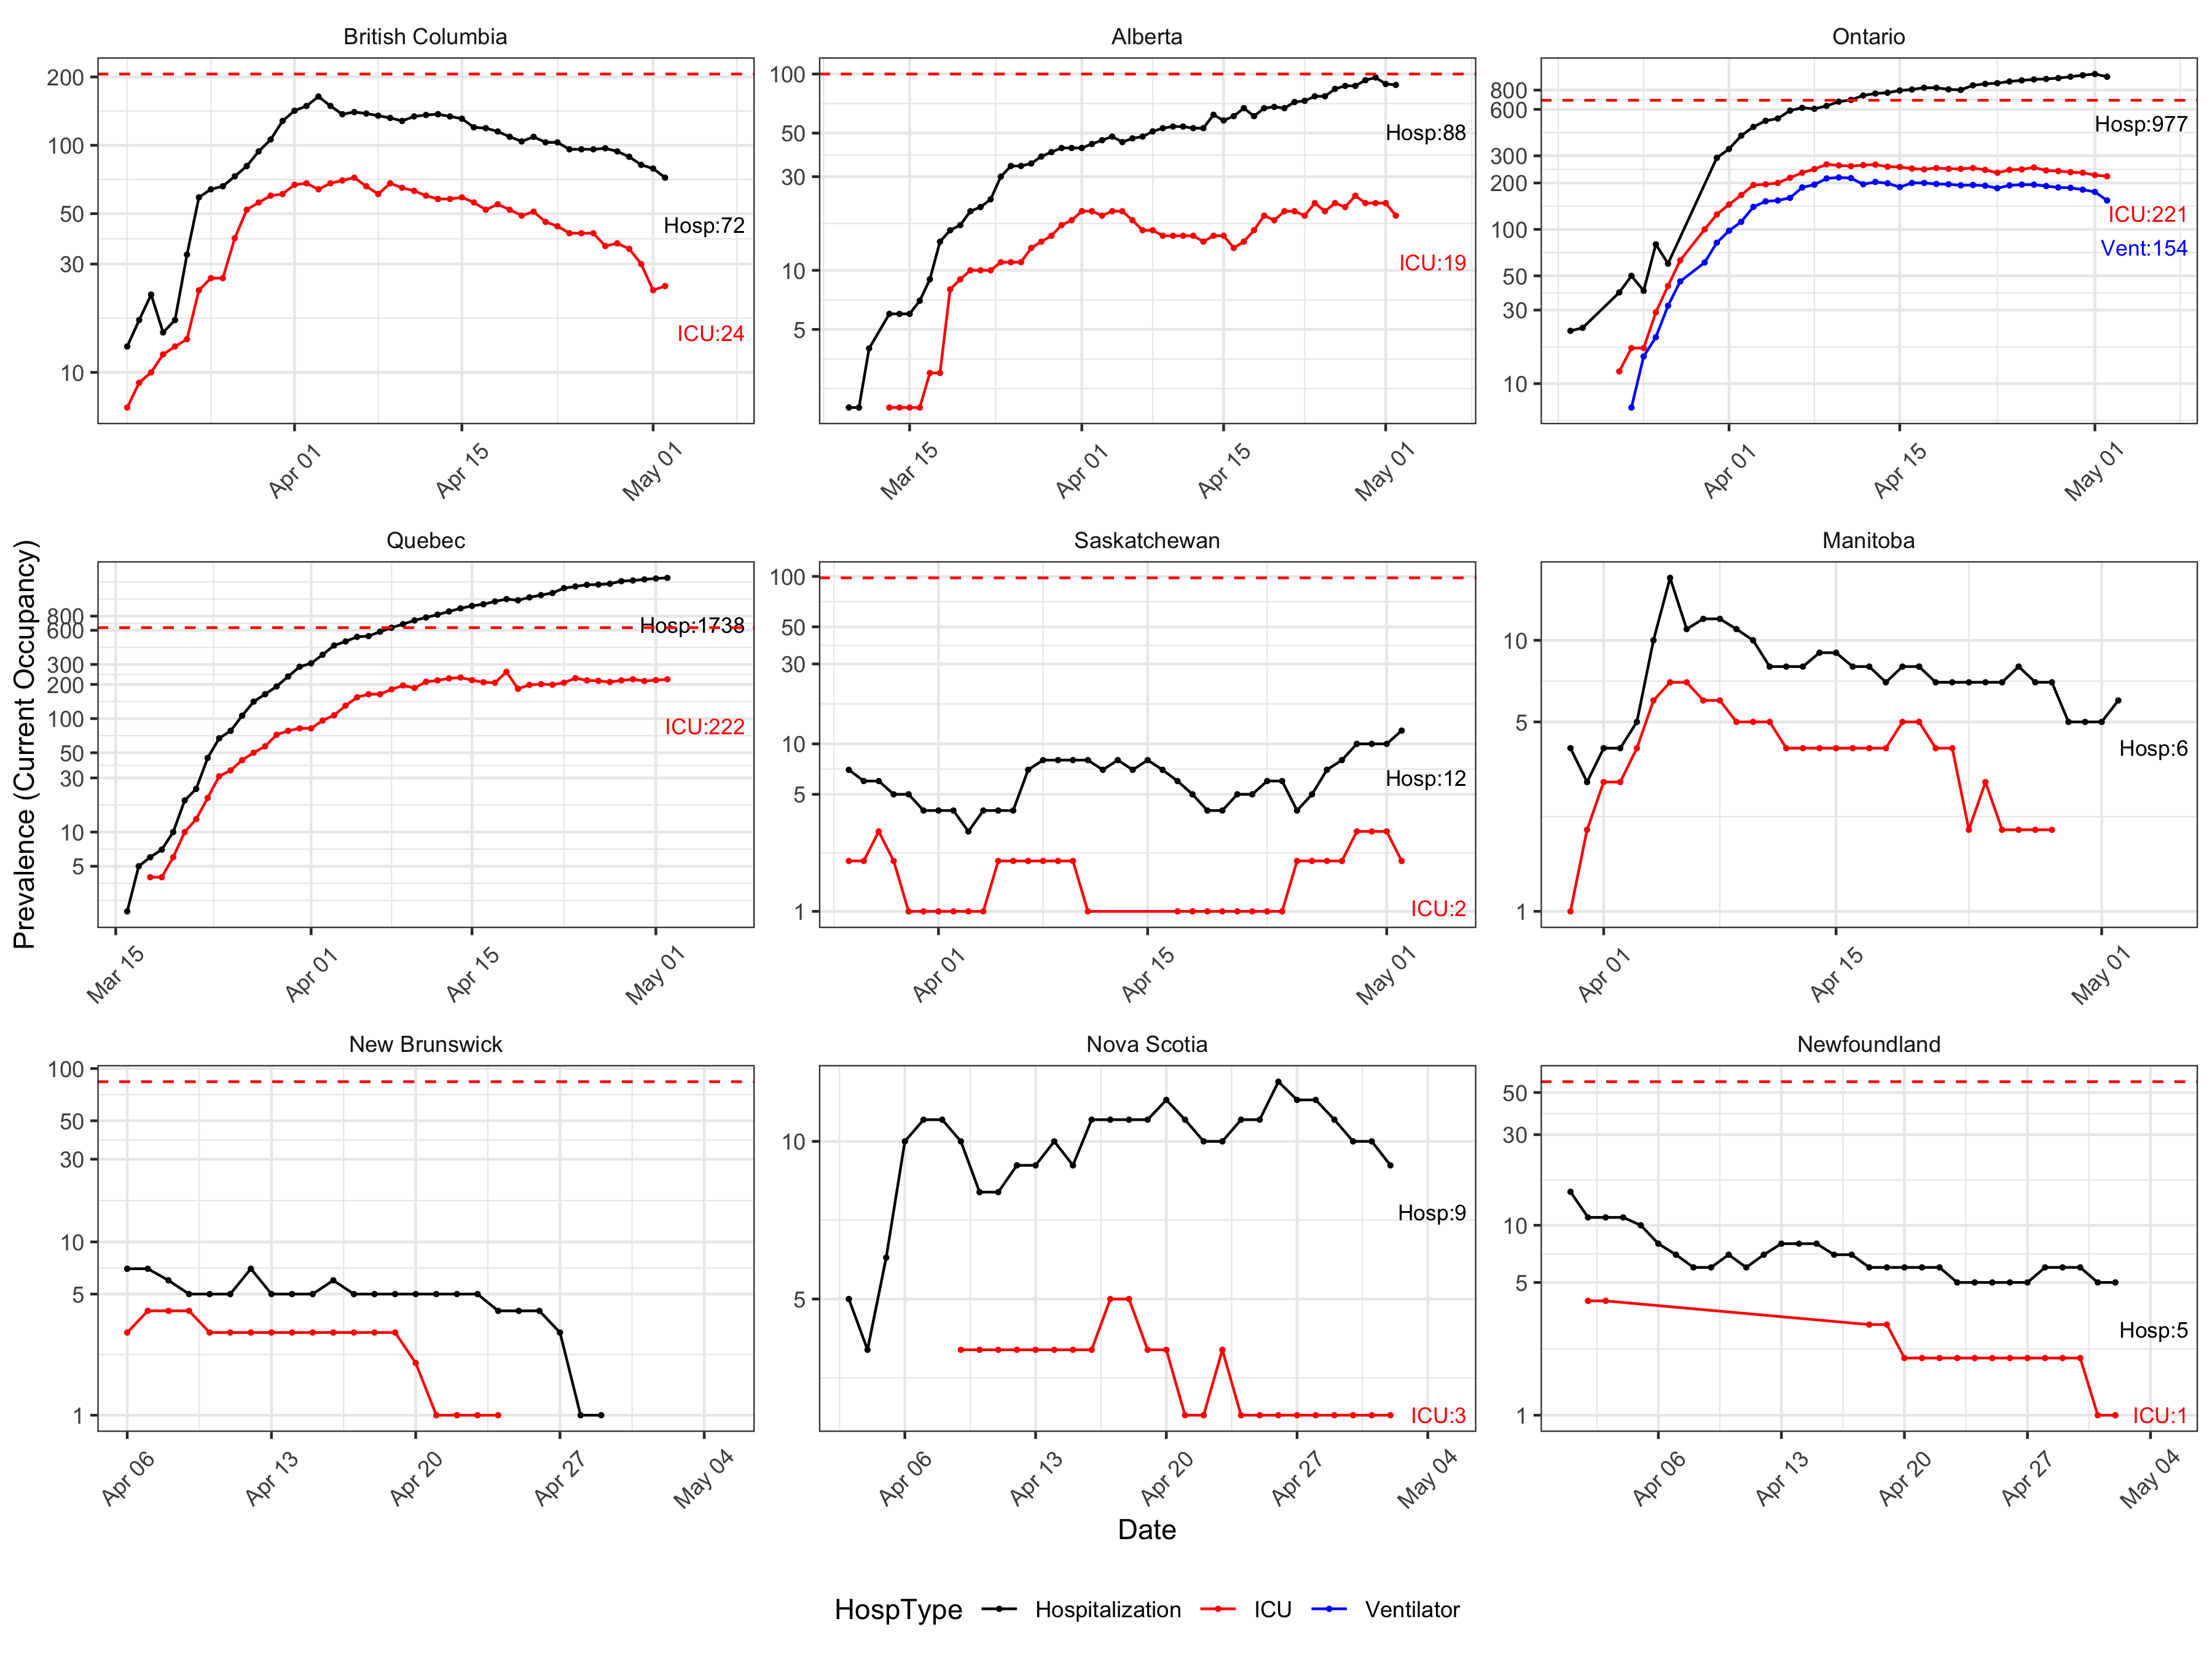 British Columbia
200
100
50
30
10
Hosp:72
ICU:24
Apr 01
Apr 15
May 01
Alberta
100
50
30
10
5
Hosp:88
ICU:19
Mar 15
Apr 01
Apr 15
May 01
Ontario
800
600
300
200
100
50
30
10
Hosp:977
ICU:221
Vent:154
Apr 01
Apr 15
May 01
Prevalence (Current Occupancy)
Quebec
800
600
300
200
100
50
30
10
5
Hosp:1738
ICU:222
Mar 15
Apr 01
Apr 15
May 01
Saskatchewan
100
50
30
10
5
1
Hosp:12
ICU:2
Apr 01
Apr 15
May 01
Manitoba
10
5
1
Hosp:6
Apr 01
Apr 15
May 01
New Brunswick
100
50
30
10
5
1
Apr 06
Apr 13
Apr 20
Apr 27
May 04
Nova Scotia
10
5
Hosp:9
ICU:3
Apr 06
Apr 13
Apr 20
Apr 27
May 04
Newfoundland
50
30
10
5
1
Hosp:5
ICU:1
Apr 06
Apr 13
Apr 20
Apr 27
May 04
Date
HospType Hospitalization ICU Ventilator